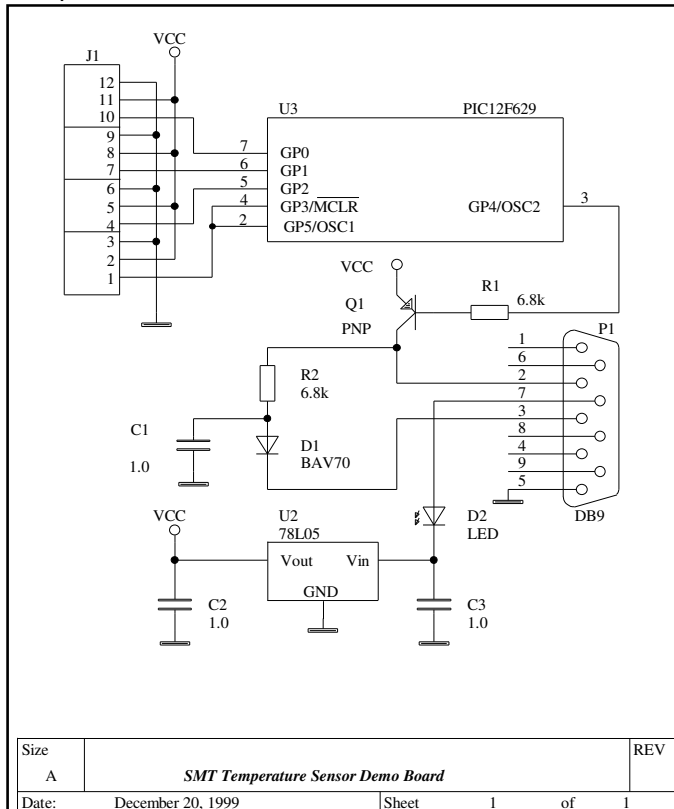 VCC
J1
12
11
10
9
8
7
6
5
4
3
2
1
U3 PIC12F629
7 GP0
6 GP1
5 GP2
4 GP3/MCLR
2 GP5/OSC1
GP4/OSC2 3
VCC
Q1
PNP
R1
6.8k
P1
1
6
2
7
3
8
4
9
5
DB9
R2
6.8k
C1
1.0
D1
BAV70
VCC
U2
78L05
Vout Vin
GND
D2
LED
C2
1.0
C3
1.0
Size REV
A SMT Temperature Sensor Demo Board
Date: December 20, 1999 Sheet 1 of 1